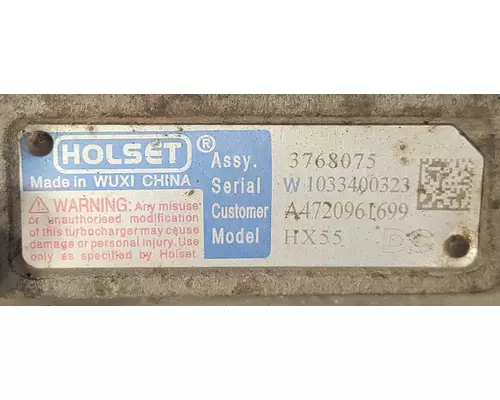 HOLSET ®
Made in WUXI CHINA
⚠ WARNING: Any misuse
or unauthorised modification
of this turbocharger may cause
damage or personal injury. Use
only as specified by Holset.
Assy. 3768075
Serial W 1033400323
Customer A4720961699
Model HX55